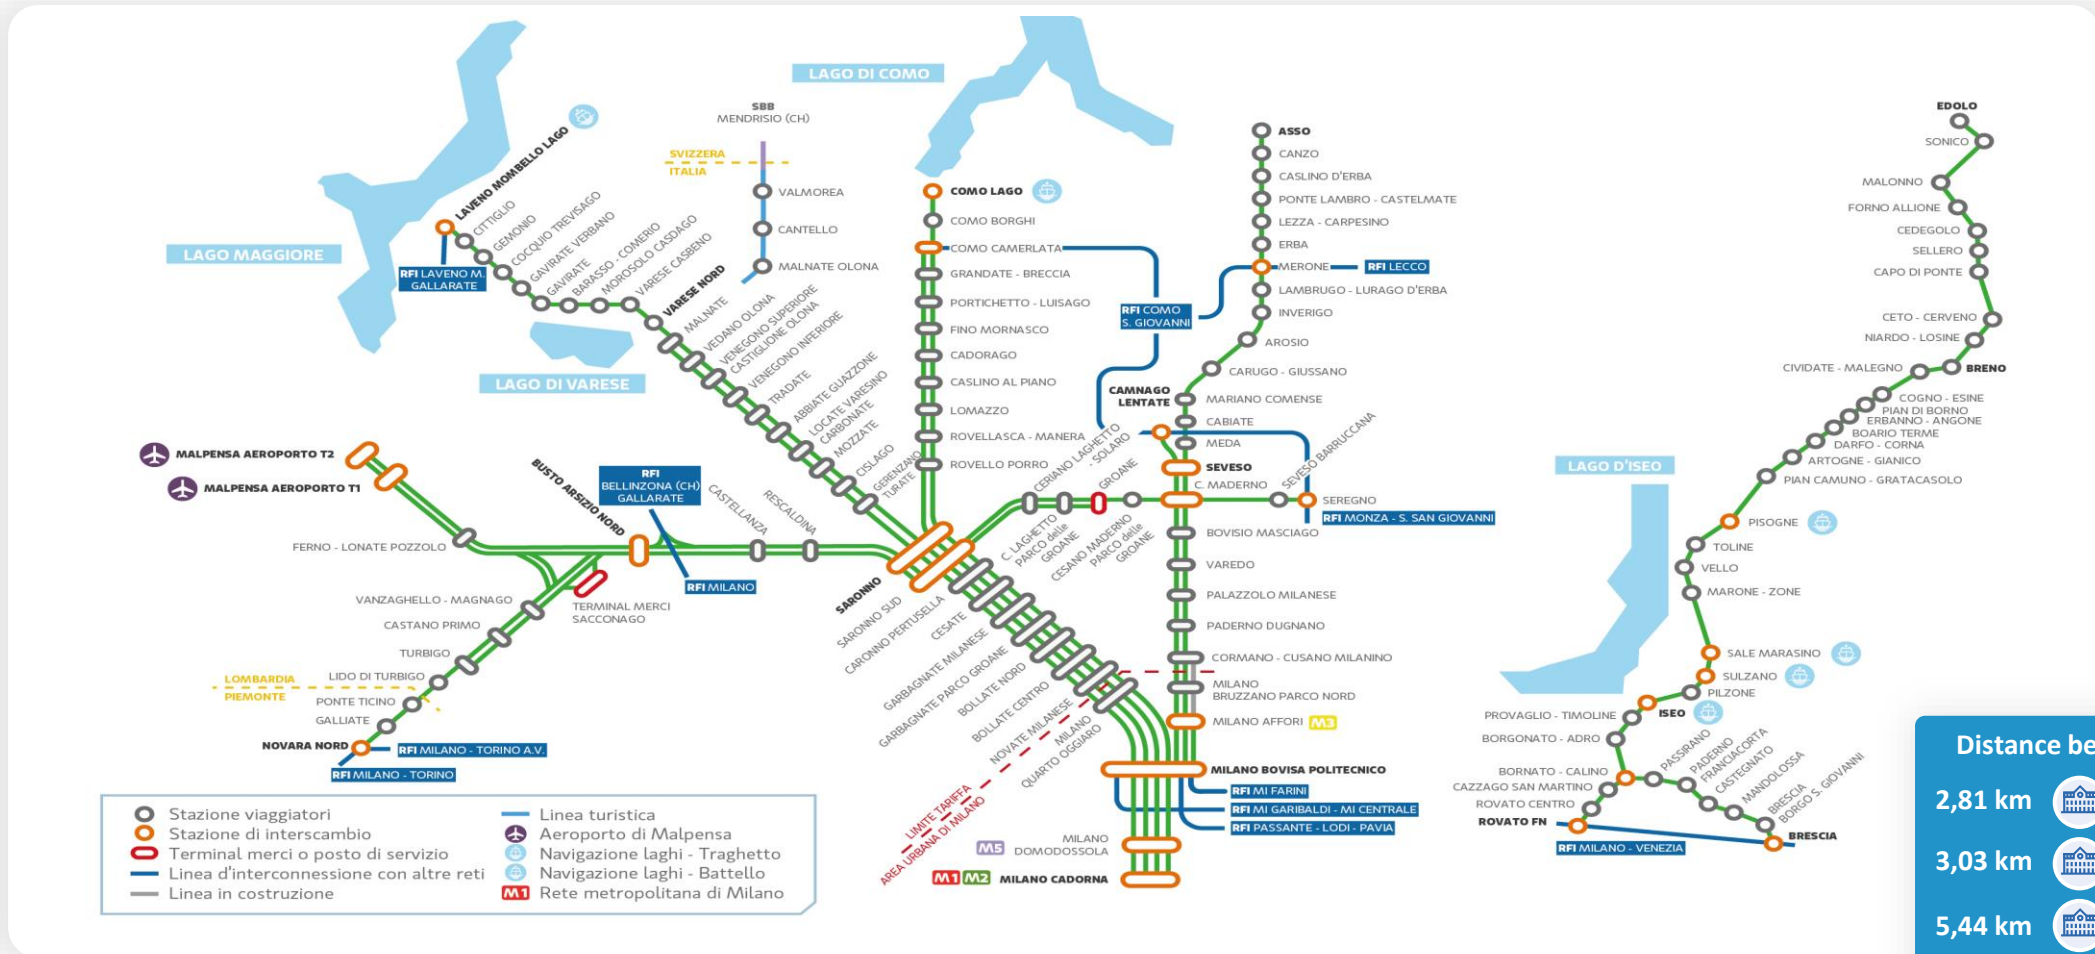 LAGO DI COMO
SBB
MENDRISIO (CH)
SVIZZERA
ITALIA
VALMOREA
CANTELLO
MALNATE OLONA
LAGO MAGGIORE
LAVENO MOMBELLO LAGO
RFI LAVENO M.
GALLARATE
CITTIGLIO
GEMONIO
COCQUIO TREVISAGO
GAVIRATE VERBANO
GAVIRATE
BARASSO - COMERIO
MOROSOLO CASDAGO
VARESE CASBENO
VARESE NORD
LAGO DI VARESE
MALNATE
VEDANO OLONA
VENEGONO SUPERIORE
CASTIGLIONE OLONA
VENEGONO INFERIORE
TRADATE
ABBIATE GUAZZONE
LOCATE VARESINO
CARBONATE
MOZZATE
CISLAGO
GERENZANO
TURATE
COMO LAGO
COMO BORGHI
COMO CAMERLATA
GRANDATE - BRECCIA
PORTICHETTO - LUISAGO
FINO MORNASCO
CADORAGO
CASLINO AL PIANO
LOMAZZO
ROVELLASCA - MANERA
ROVELLO PORRO
ASSO
CANZO
CASLINO D'ERBA
PONTE LAMBRO - CASTELMATE
LEZZA - CARPESINO
ERBA
MERONE
RFI LECCO
LAMBRUGO - LURAGO D'ERBA
INVERIGO
RFI COMO
S. GIOVANNI
AROSIO
CARUGO - GIUSSANO
CAMNAGO
LENTATE
MARIANO COMENSE
CABIATE
MEDA
SEVESO
C. MADERNO
SEVESO BARRUCCANA
SEREGNO
RFI MONZA - S. SAN GIOVANNI
BOVISIO MASCIAGO
VAREDO
PALAZZOLO MILANESE
PADERNO DUGNANO
CORMANO - CUSANO MILANINO
MILANO
BRUZZANO PARCO NORD
MILANO AFFORI M3
MILANO BOVISA POLITECNICO
RFI MI FARINI
RFI MI GARIBALDI - MI CENTRALE
RFI PASSANTE - LODI - PAVIA
M5
MILANO
DOMODOSSOLA
M1 M2 MILANO CADORNA
CERIANO LAGHETTO
- SOLARO
GROANE
C. LAGHETTO
PARCO delle
GROANE
CESANO MADERNO
PARCO delle
GROANE
MALPENSA AEROPORTO T2
MALPENSA AEROPORTO T1
FERNO - LONATE POZZOLO
BUSTO ARSIZIO NORD
RFI
BELLINZONA (CH)
GALLARATE
CASTELLANZA
RESCALDINA
RFI MILANO
TERMINAL MERCI
SACCONAGO
VANZAGHELLO - MAGNAGO
CASTANO PRIMO
TURBIGO
LOMBARDIA
PIEMONTE
LIDO DI TURBIGO
PONTE TICINO
GALLIATE
NOVARA NORD
RFI MILANO - TORINO A.V.
RFI MILANO - TORINO
SARONNO
SARONNO SUD
CARONNO PERTUSELLA
CESATE
GARBAGNATE MILANESE
GARBAGNATE PARCO GROANE
BOLLATE NORD
BOLLATE CENTRO
NOVATE MILANESE
MILANO
QUARTO OGGIARO
LIMITE TARIFFA
AREA URBANA DI MILANO
EDOLO
SONICO
MALONNO
FORNO ALLIONE
CEDEGOLO
SELLERO
CAPO DI PONTE
CETO - CERVENO
NIARDO - LOSINE
CIVIDATE - MALEGNO
BRENO
COGNO - ESINE
PIAN DI BORNO
ERBANNO - ANGONE
BOARIO TERME
DARFO - CORNA
ARTOGNE - GIANICO
PIAN CAMUNO - GRATACASOLO
LAGO D'ISEO
PISOGNE
TOLINE
VELLO
MARONE - ZONE
SALE MARASINO
SULZANO
PILZONE
ISEO
PROVAGLIO - TIMOLINE
BORGONATO - ADRO
BORNATO - CALINO
CAZZAGO SAN MARTINO
ROVATO CENTRO
ROVATO FN
PASSIRANO
PADERNO
FRANCIACORTA
CASTEGNATO
MANDOLOSSA
BRESCIA
BORGO S. GIOVANNI
BRESCIA
RFI MILANO - VENEZIA
Stazione viaggiatori
Stazione di interscambio
Terminal merci o posto di servizio
Linea d'interconnessione con altre reti
Linea in costruzione
Linea turistica
Aeroporto di Malpensa
Navigazione laghi - Traghetto
Navigazione laghi - Battello
M1 Rete metropolitana di Milano
Distance be
2,81 km
3,03 km
5,44 km